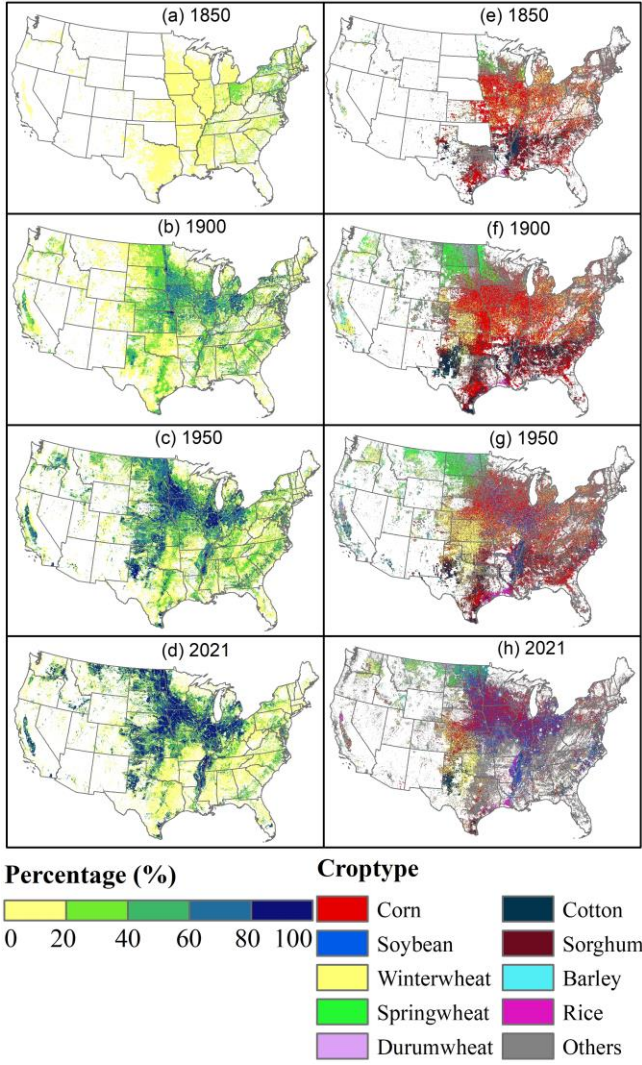 (a) 1850
(e) 1850
(b) 1900
(f) 1900
(c) 1950
(g) 1950
(d) 2021
(h) 2021
Percentage (%)
0 20 40 60 80 100
Croptype
Corn
Soybean
Winterwheat
Springwheat
Durumwheat
Cotton
Sorghum
Barley
Rice
Others